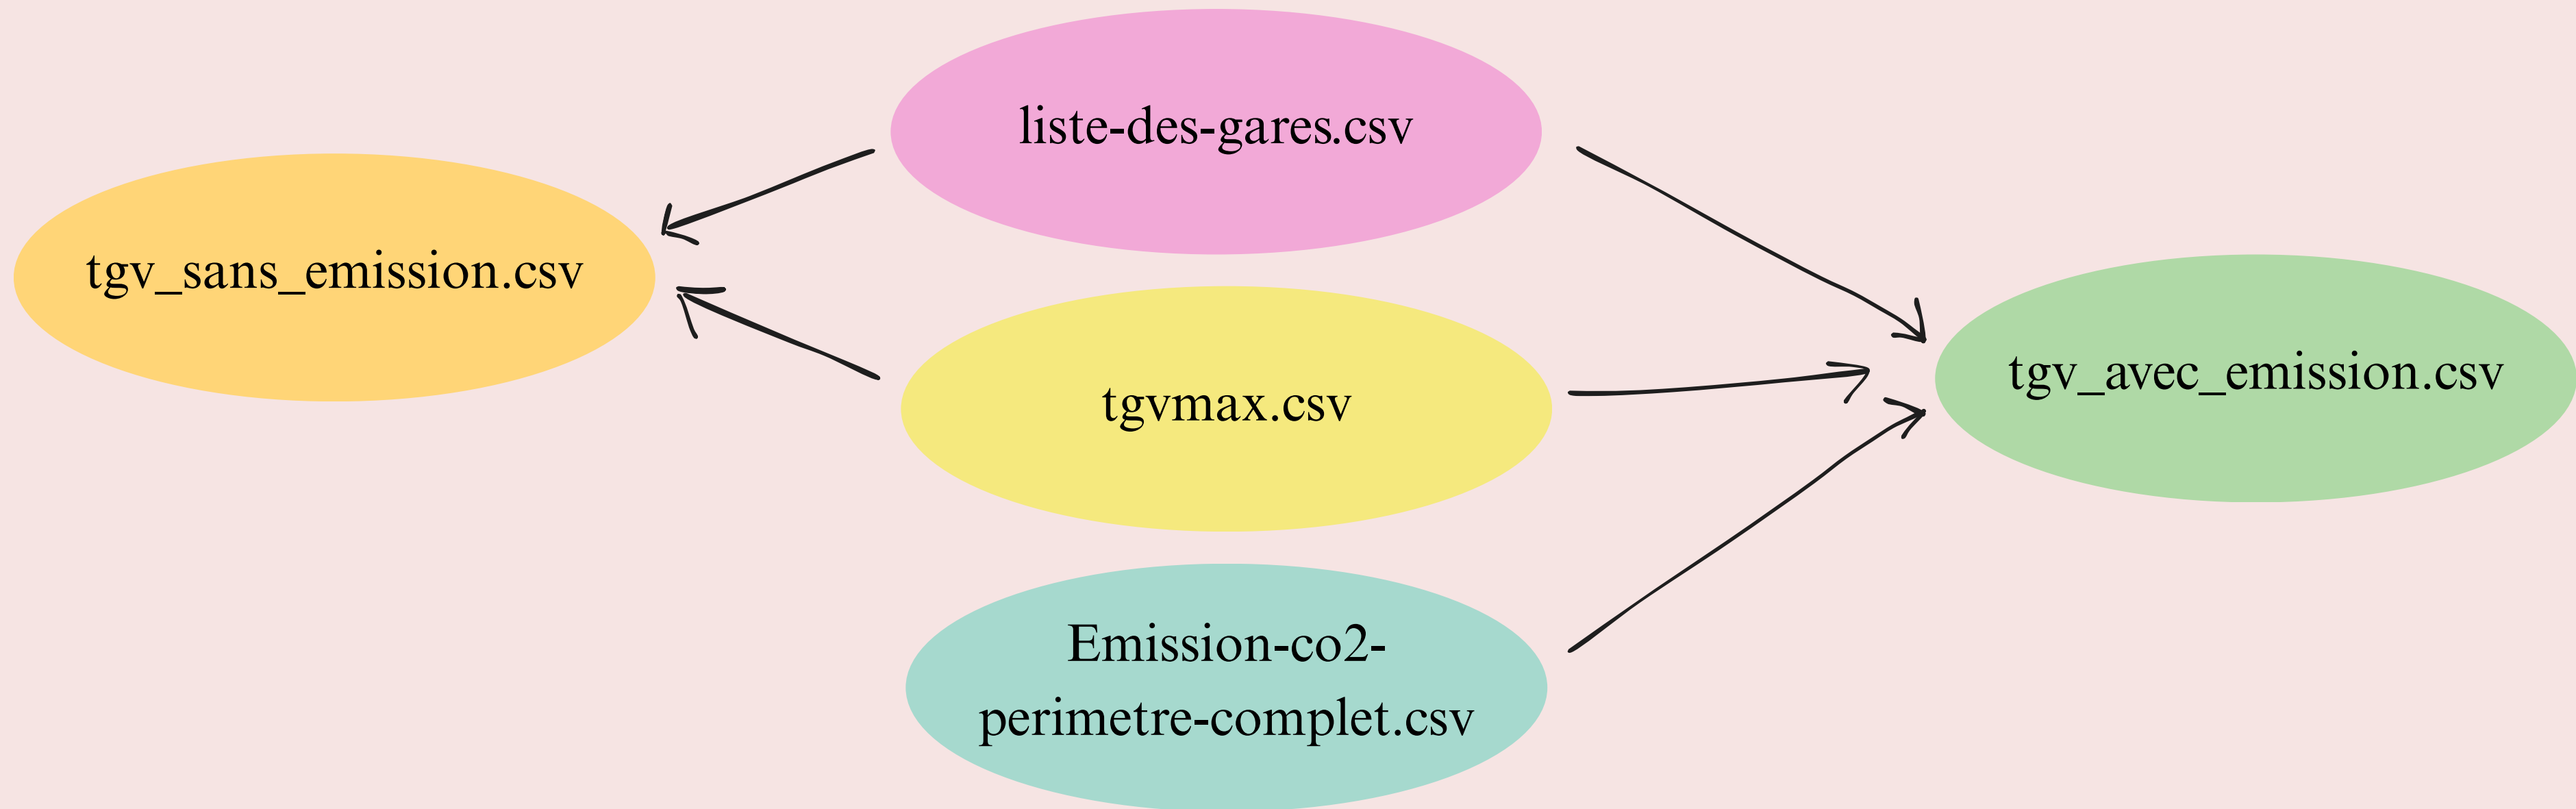 liste-des-gares.csv
tgv_sans_emission.csv
tgvmax.csv
tgv_avec_emission.csv
Emission-co2-
perimetre-complet.csv